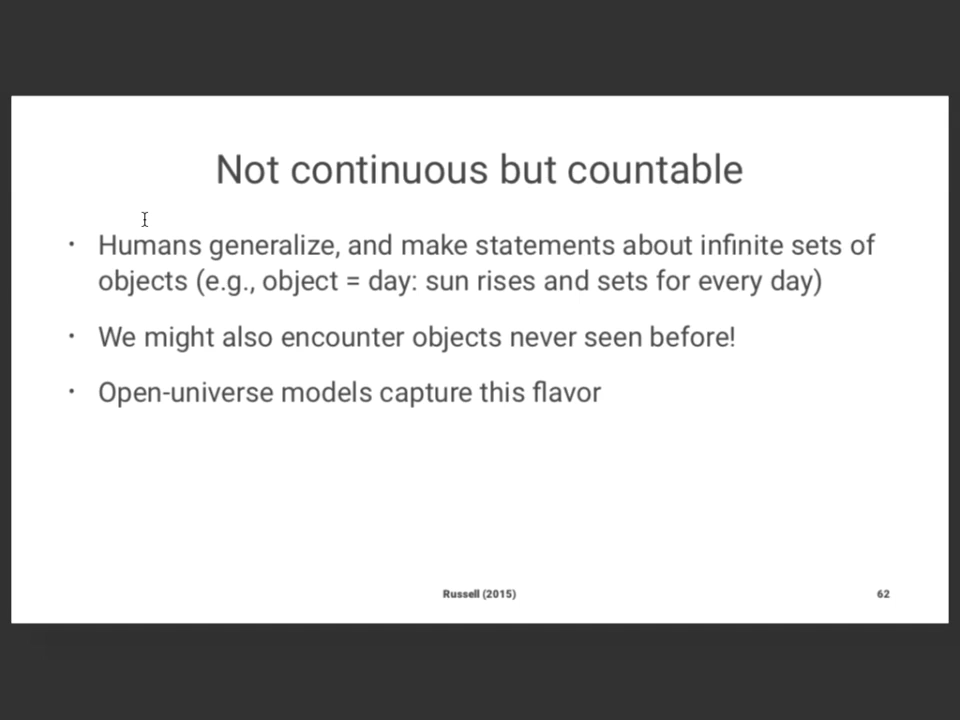 Not continuous but countable
• Humans generalize, and make statements about infinite sets of
objects (e.g., object = day: sun rises and sets for every day)
• We might also encounter objects never seen before!
• Open-universe models capture this flavor
Russell (2015)
62